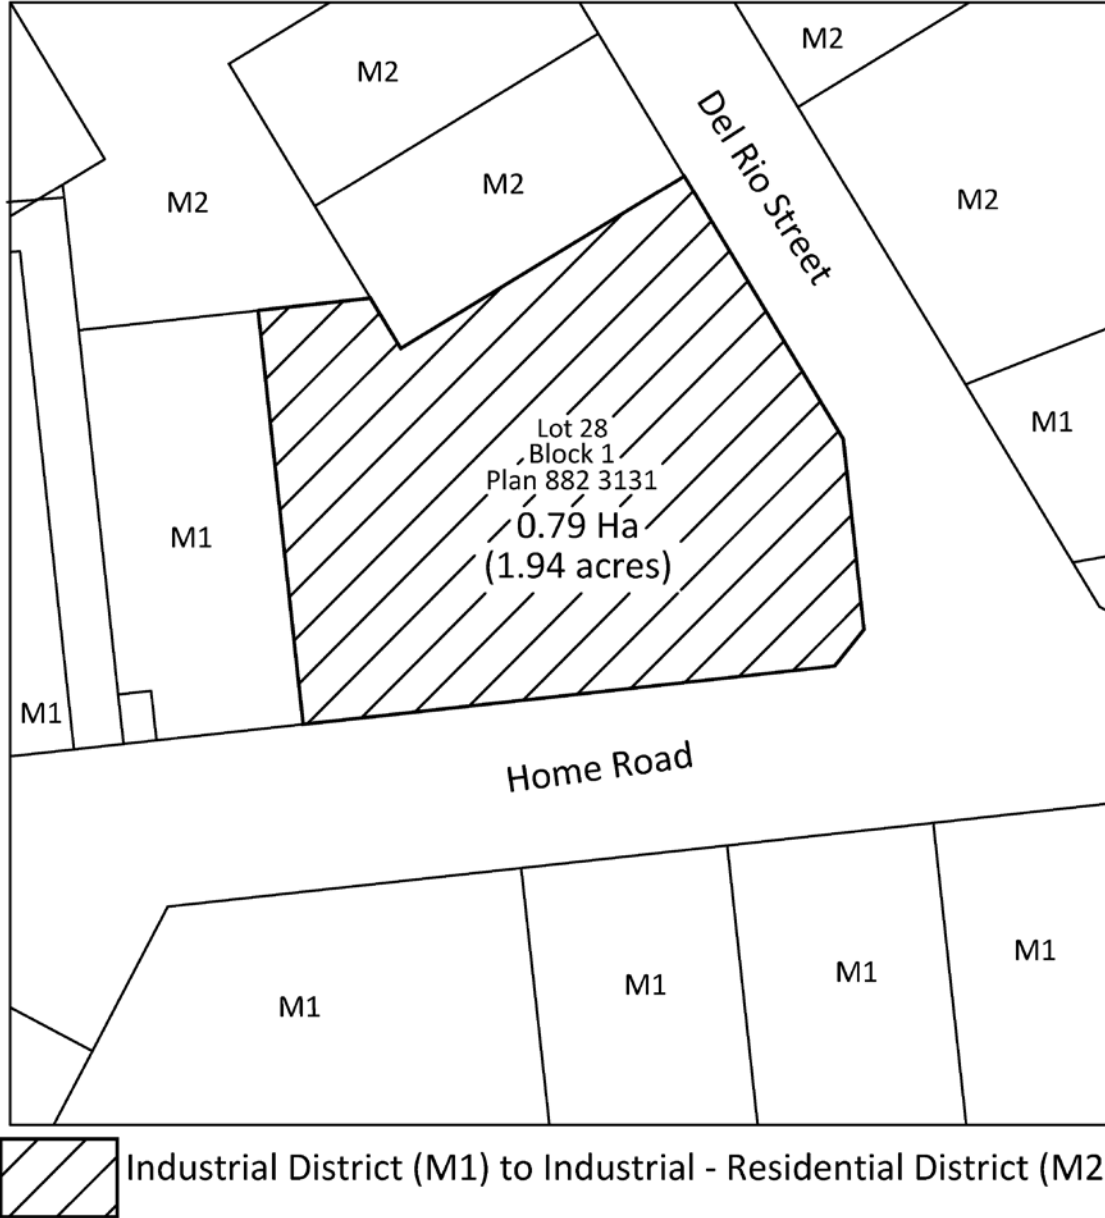 M2
M2
M2
M2
M2
Del Rio Street
M1
Lot 28
Block 1
Plan 882 3131
0.79 Ha
(1.94 acres)
M1
M1
Home Road
M1
M1
M1
M1
Industrial District (M1) to Industrial - Residential District (M2